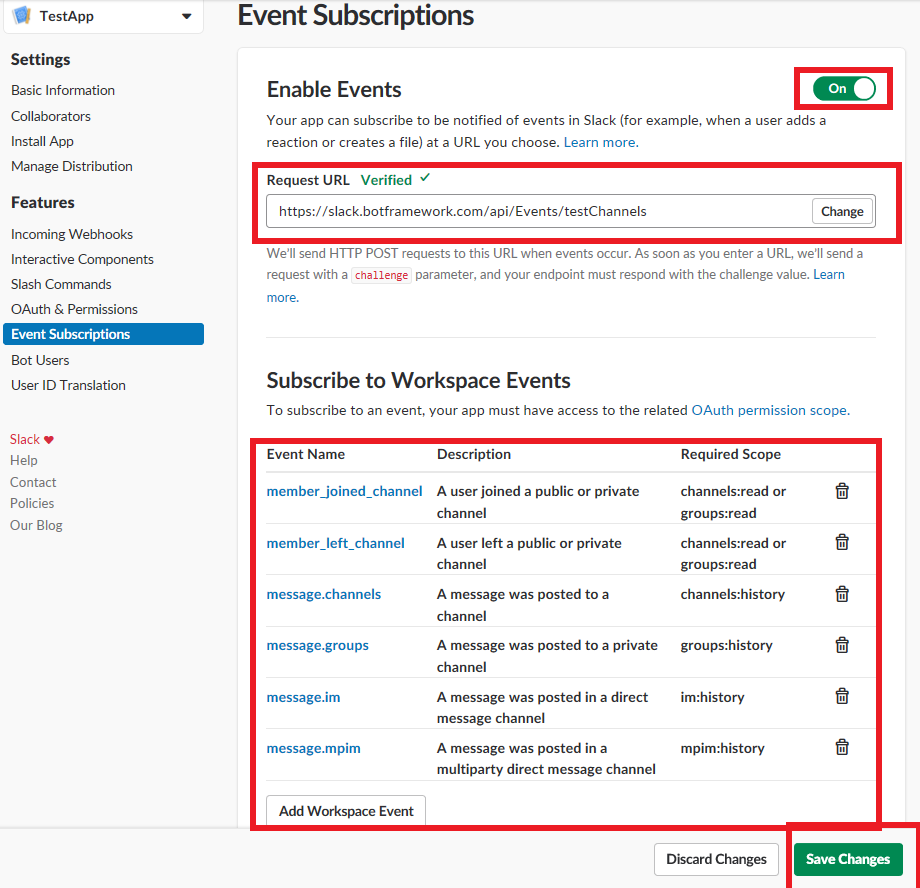 TestApp
Settings
Basic Information
Collaborators
Install App
Manage Distribution
Features
Incoming Webhooks
Interactive Components
Slash Commands
OAuth & Permissions
Event Subscriptions
Bot Users
User ID Translation
Slack
Help
Contact
Policies
Our Blog
Event Subscriptions
Enable Events
On
Your app can subscribe to be notified of events in Slack (for example, when a user adds a
reaction or creates a file) at a URL you choose. Learn more.
Request URL Verified ✓
https://slack.botframework.com/api/Events/testChannels
Change
We'll send HTTP POST requests to this URL when events occur. As soon as you enter a URL, we'll send a
request with a challenge parameter, and your endpoint must respond with the challenge value. Learn
more.
Subscribe to Workspace Events
To subscribe to an event, your app must have access to the related OAuth permission scope.
Event Name Description Required Scope
member_joined_channel A user joined a public or private channels:read or
channel groups:read
member_left_channel A user left a public or private channels:read or
channel groups:read
message.channels A message was posted to a channels:history
channel
message.groups A message was posted to a private groups:history
channel
message.im A message was posted in a direct im:history
message channel
message.mpim A message was posted in a mpim:history
multiparty direct message channel
Add Workspace Event
Discard Changes
Save Changes